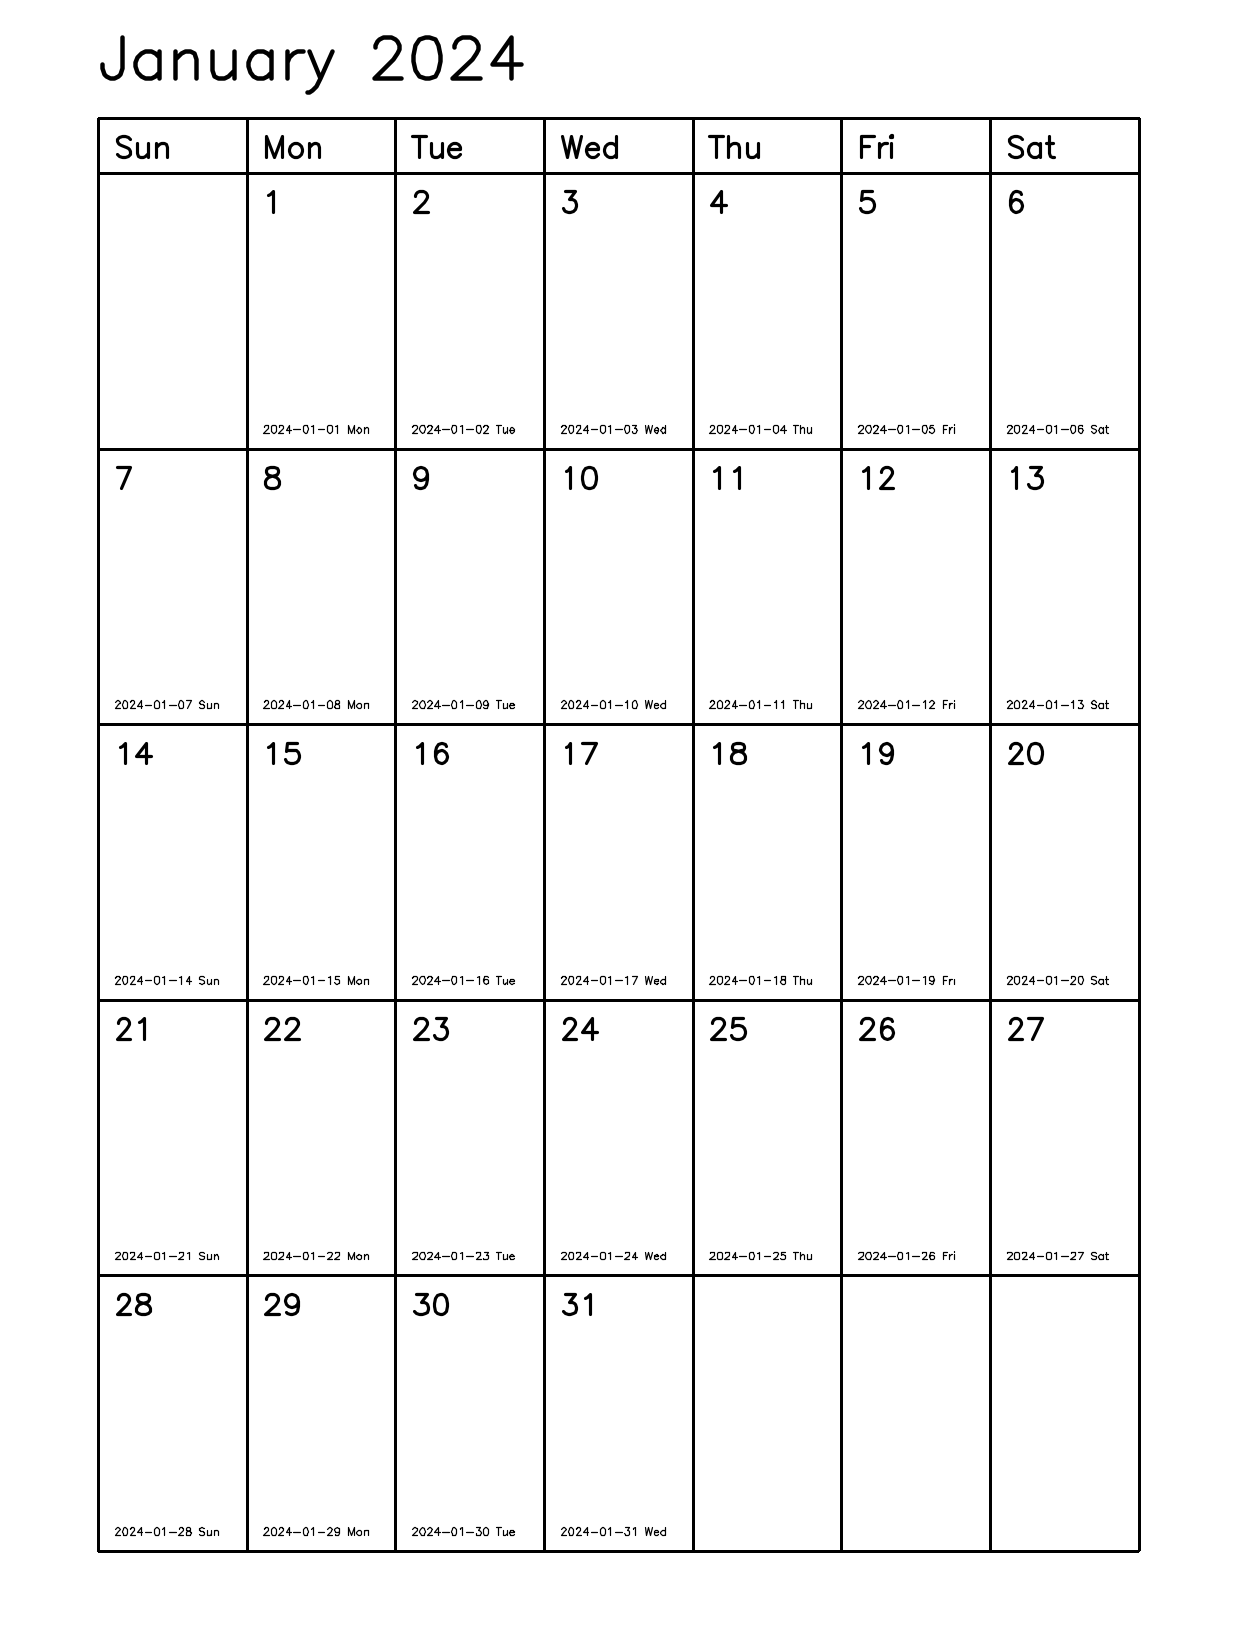 January 2024
Sun Mon Tue Wed Thu Fri Sat
1 2 3 4 5 6
2024-01-01 Mon 2024-01-02 Tue 2024-01-03 Wed 2024-01-04 Thu 2024-01-05 Fri 2024-01-06 Sat
7 8 9 10 11 12 13
2024-01-07 Sun 2024-01-08 Mon 2024-01-09 Tue 2024-01-10 Wed 2024-01-11 Thu 2024-01-12 Fri 2024-01-13 Sat
14 15 16 17 18 19 20
2024-01-14 Sun 2024-01-15 Mon 2024-01-16 Tue 2024-01-17 Wed 2024-01-18 Thu 2024-01-19 Fri 2024-01-20 Sat
21 22 23 24 25 26 27
2024-01-21 Sun 2024-01-22 Mon 2024-01-23 Tue 2024-01-24 Wed 2024-01-25 Thu 2024-01-26 Fri 2024-01-27 Sat
28 29 30 31
2024-01-28 Sun 2024-01-29 Mon 2024-01-30 Tue 2024-01-31 Wed